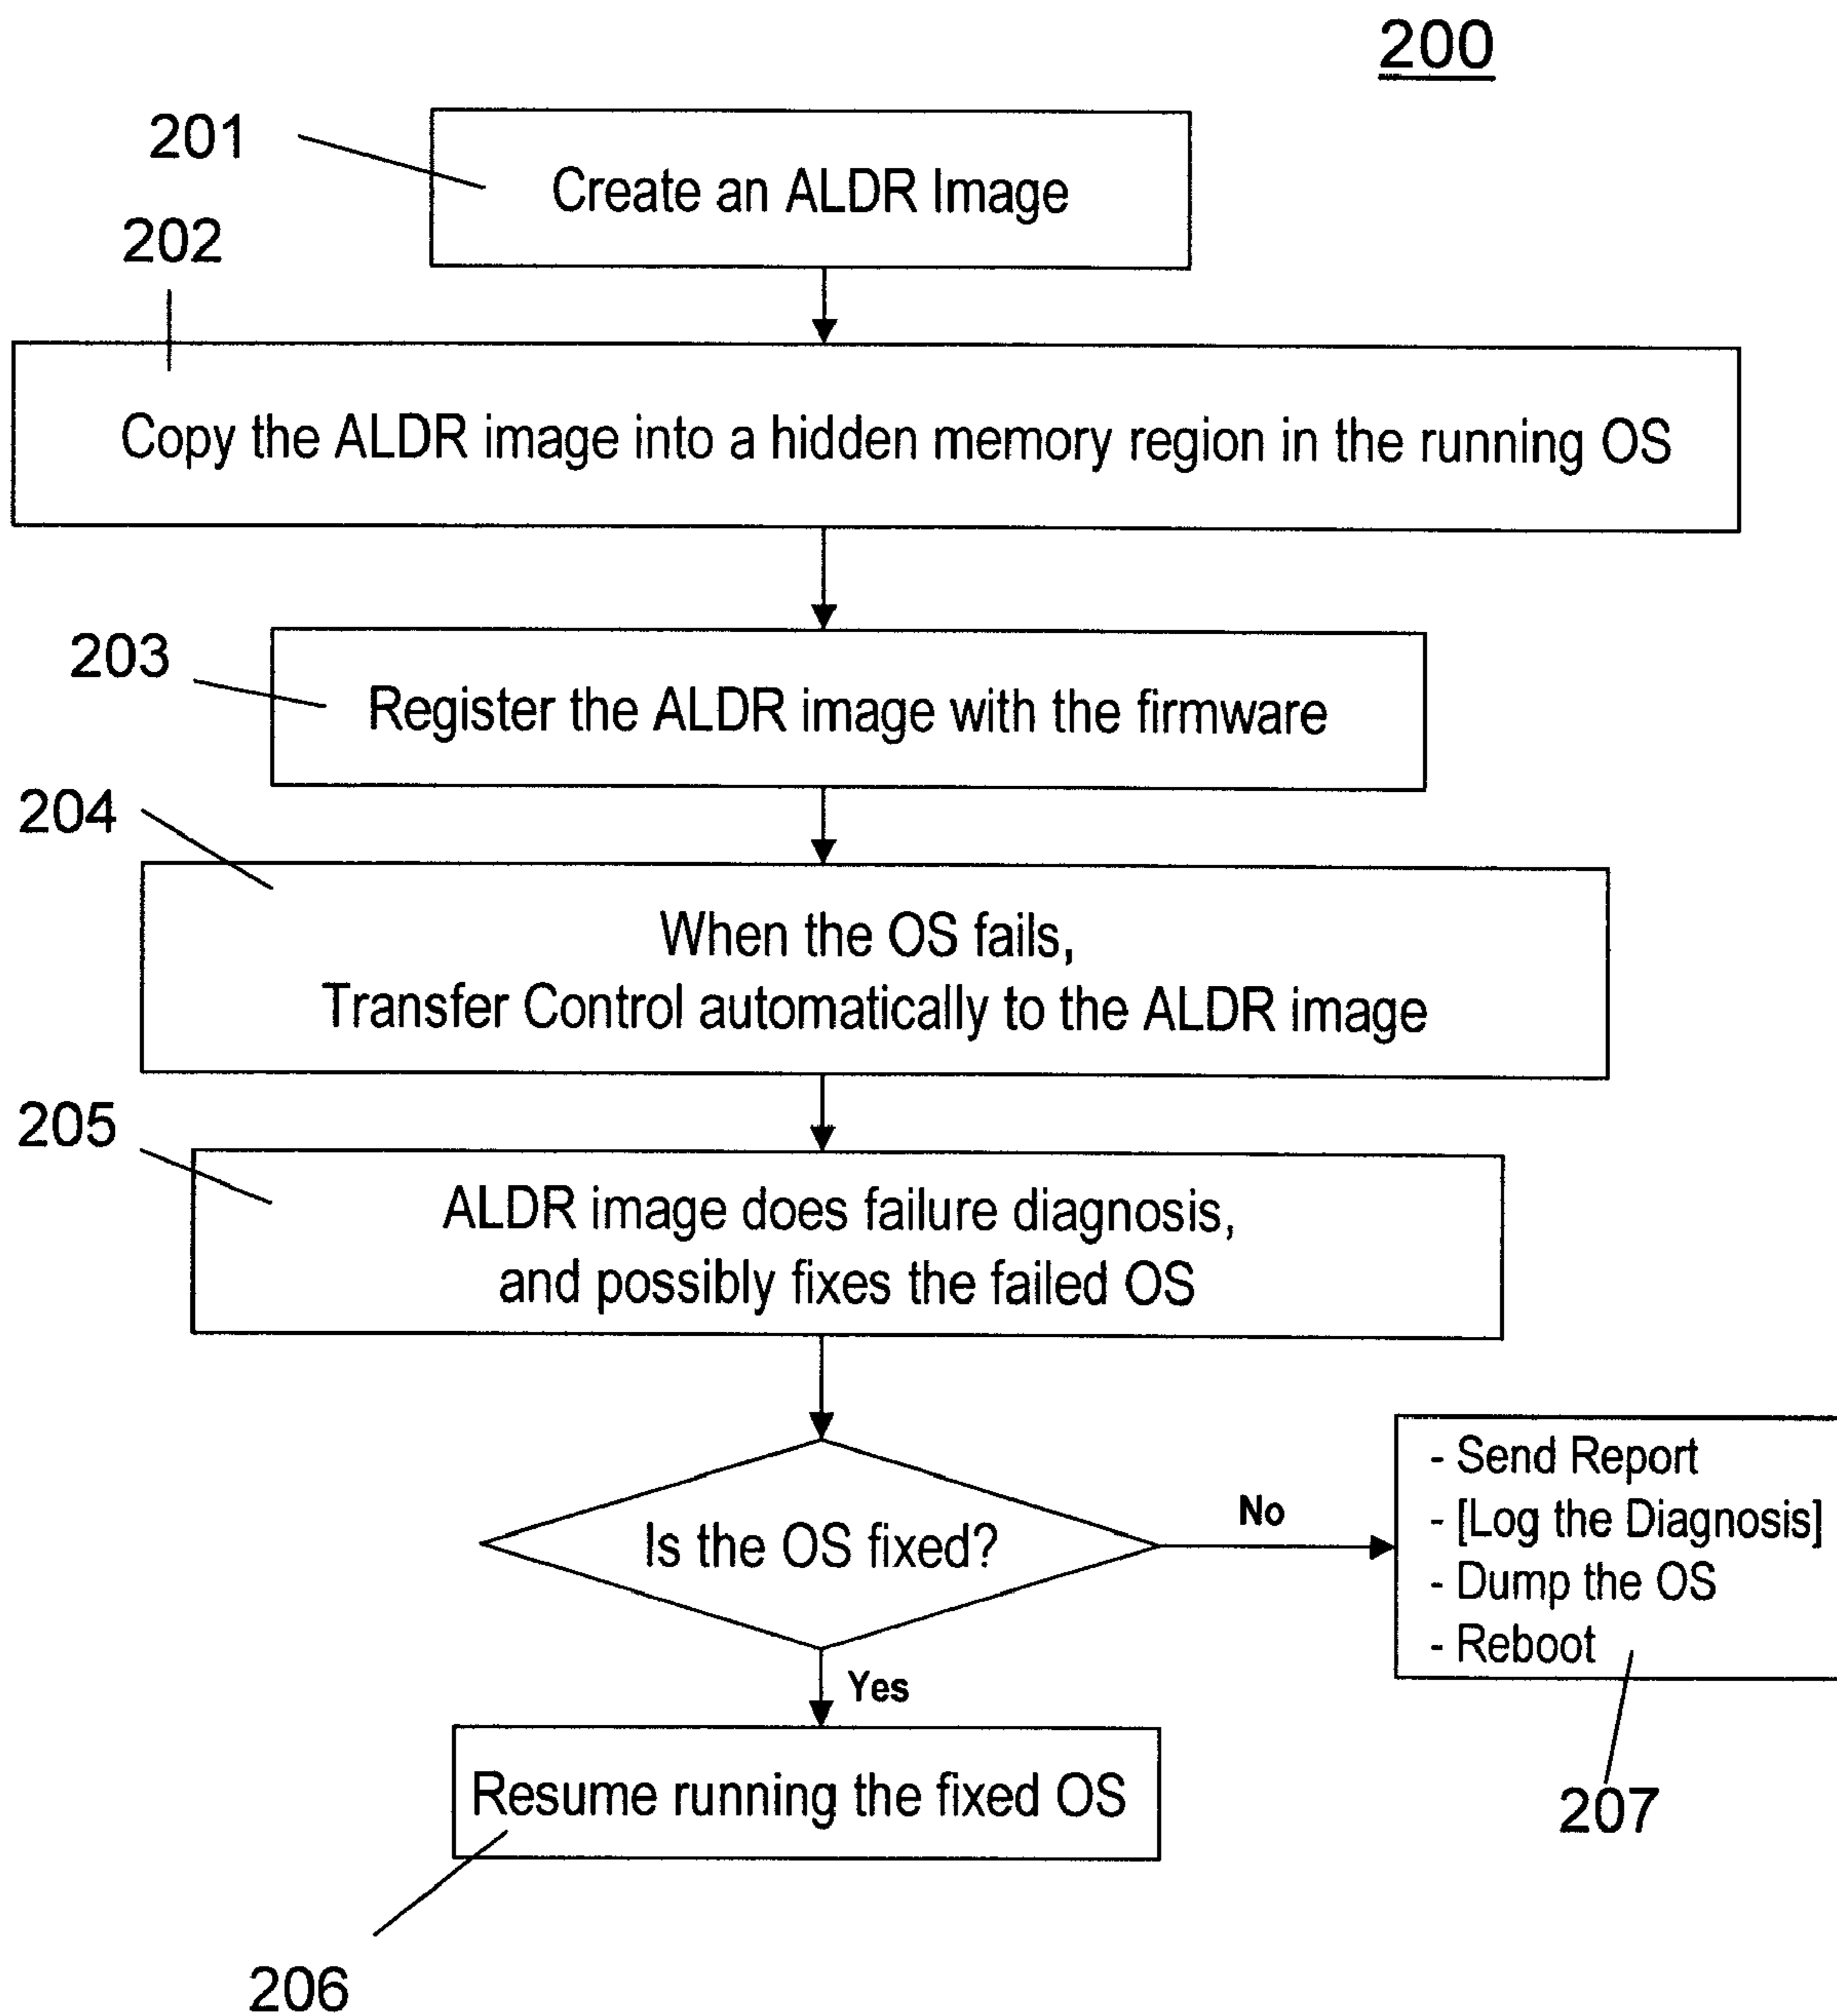 200
201
Create an ALDR Image
202
Copy the ALDR image into a hidden memory region in the running OS
203
Register the ALDR image with the firmware
204
When the OS fails,
Transfer Control automatically to the ALDR image
205
ALDR image does failure diagnosis,
and possibly fixes the failed OS
Is the OS fixed?
No
- Send Report
- [Log the Diagnosis]
- Dump the OS
- Reboot
207
Yes
Resume running the fixed OS
206